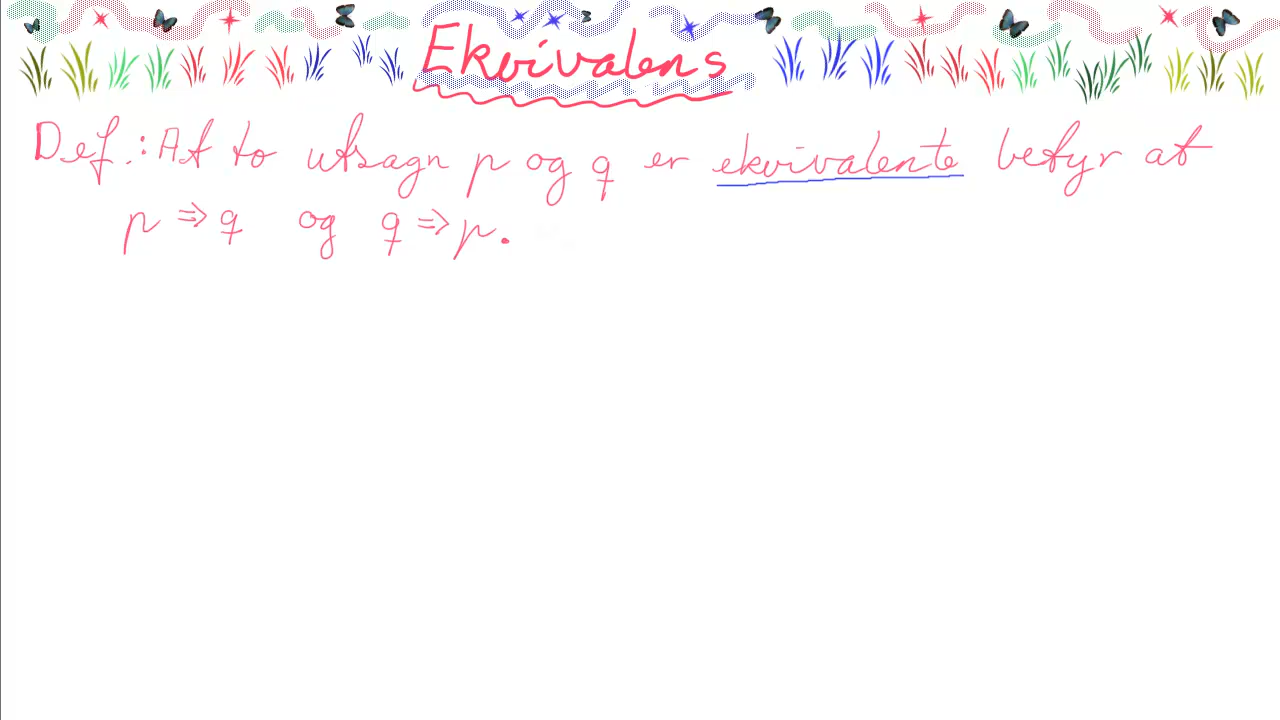 Ekvivalens
Def.: At to utsagn p og q er ekvivalente betyr at
p ⇒ q og q ⇒ p.